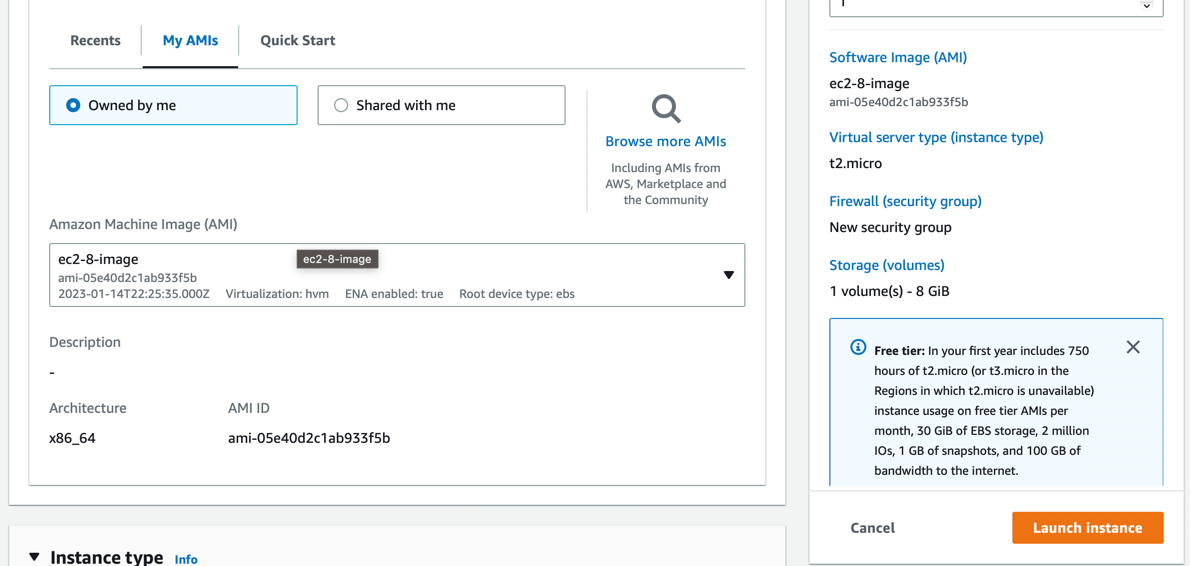 Recents
My AMIs
Quick Start
Owned by me
Shared with me
Browse more AMIs
Including AMIs from
AWS, Marketplace and
the Community
Amazon Machine Image (AMI)
ec2-8-image
ec2-8-image
ami-05e40d2c1ab933f5b
2023-01-14T22:25:35.000Z Virtualization: hvm ENA enabled: true Root device type: ebs
Description
-
Architecture
AMI ID
x86_64
ami-05e40d2c1ab933f5b
Instance type Info
Software Image (AMI)
ec2-8-image
ami-05e40d2c1ab933f5b
Virtual server type (instance type)
t2.micro
Firewall (security group)
New security group
Storage (volumes)
1 volume(s) - 8 GiB
Free tier: In your first year includes 750
hours of t2.micro (or t3.micro in the
Regions in which t2.micro is unavailable)
instance usage on free tier AMIs per
month, 30 GiB of EBS storage, 2 million
IOs, 1 GB of snapshots, and 100 GB of
bandwidth to the internet.
Cancel
Launch instance